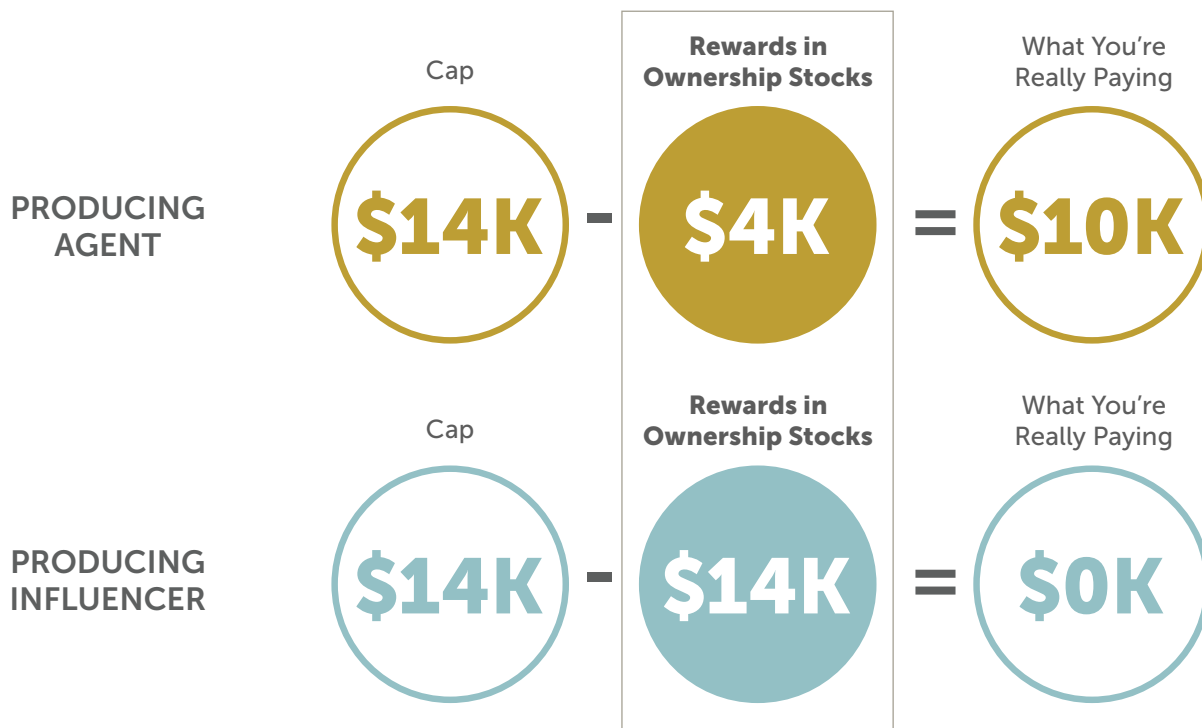 Cap
Rewards in
Ownership Stocks
What You’re
Really Paying
PRODUCING
AGENT
$14K
-
$4K
=
$10K
Cap
Rewards in
Ownership Stocks
What You’re
Really Paying
PRODUCING
INFLUENCER
$14K
-
$14K
=
$0K